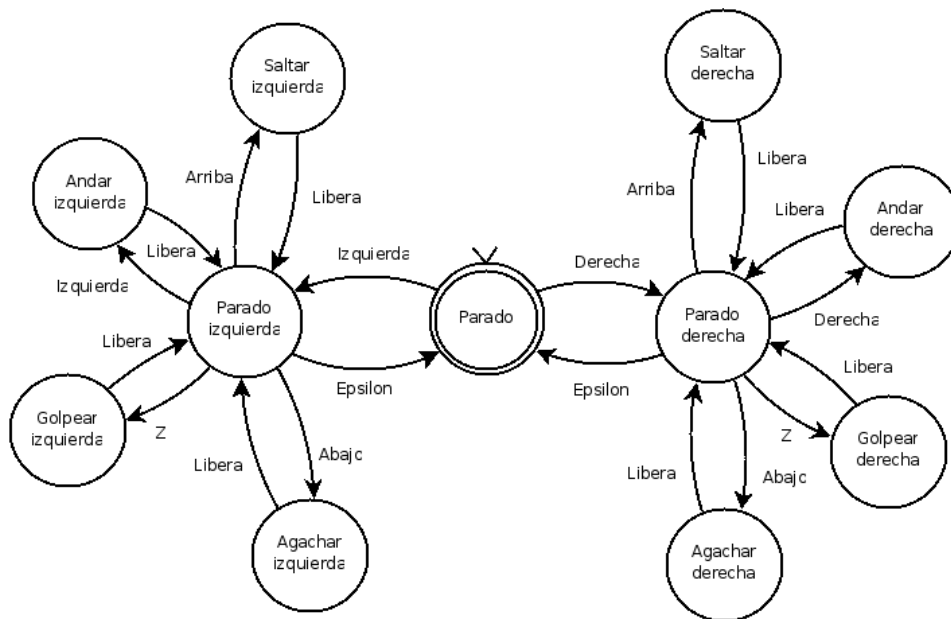 Saltar
izquierda
Saltar
derecha
Andar
izquierda
Arriba
Libera
Libera
Izquierda
Parado
izquierda
Izquierda
Parado
Derecha
Parado
derecha
Arriba
Libera
Libera
Andar
derecha
Derecha
Libera
Golpear
izquierda
Z
Epsilon
Epsilon
Libera
Abajo
Agachar
izquierda
Libera
Z
Golpear
derecha
Libera
Abajo
Agachar
derecha